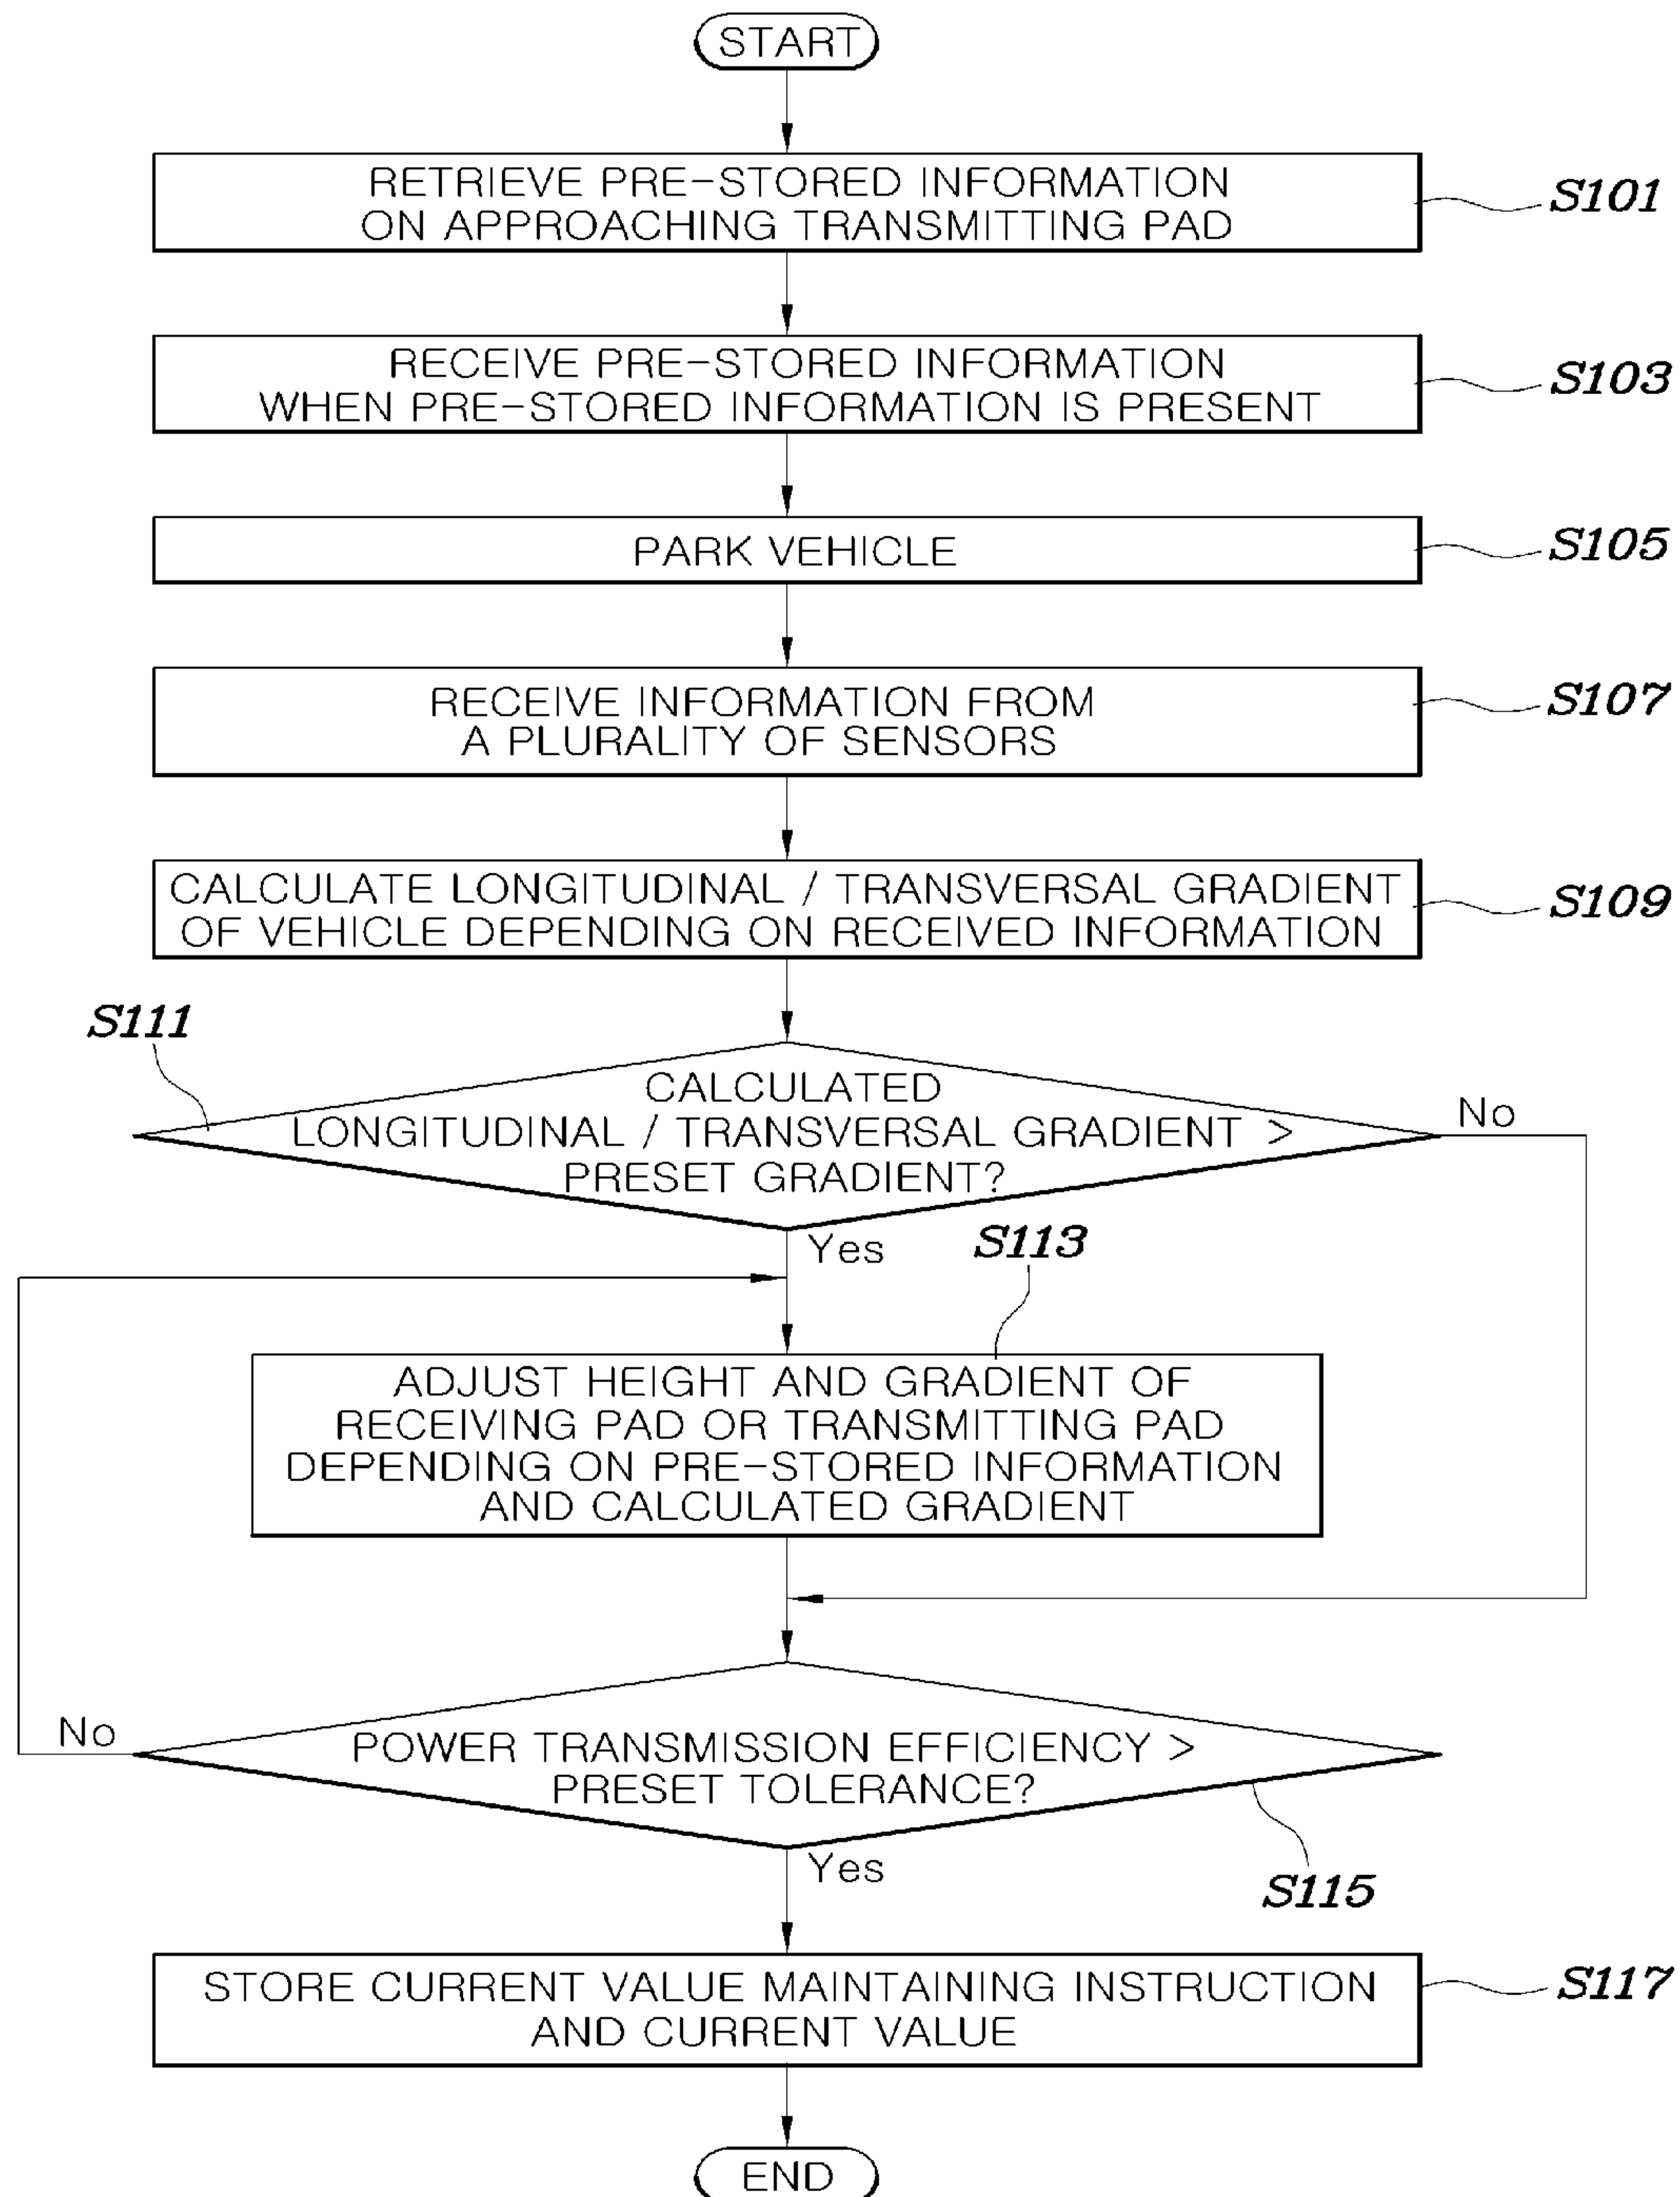 START
RETRIEVE PRE-STORED INFORMATION
ON APPROACHING TRANSMITTING PAD
S101
RECEIVE PRE-STORED INFORMATION
WHEN PRE-STORED INFORMATION IS PRESENT
S103
PARK VEHICLE
S105
RECEIVE INFORMATION FROM
A PLURALITY OF SENSORS
S107
CALCULATE LONGITUDINAL / TRANSVERSAL GRADIENT
OF VEHICLE DEPENDING ON RECEIVED INFORMATION
S109
S111
CALCULATED
LONGITUDINAL / TRANSVERSAL GRADIENT >
PRESET GRADIENT?
No
Yes
S113
ADJUST HEIGHT AND GRADIENT OF
RECEIVING PAD OR TRANSMITTING PAD
DEPENDING ON PRE-STORED INFORMATION
AND CALCULATED GRADIENT
No
POWER TRANSMISSION EFFICIENCY >
PRESET TOLERANCE?
Yes
S115
STORE CURRENT VALUE MAINTAINING INSTRUCTION
AND CURRENT VALUE
S117
END